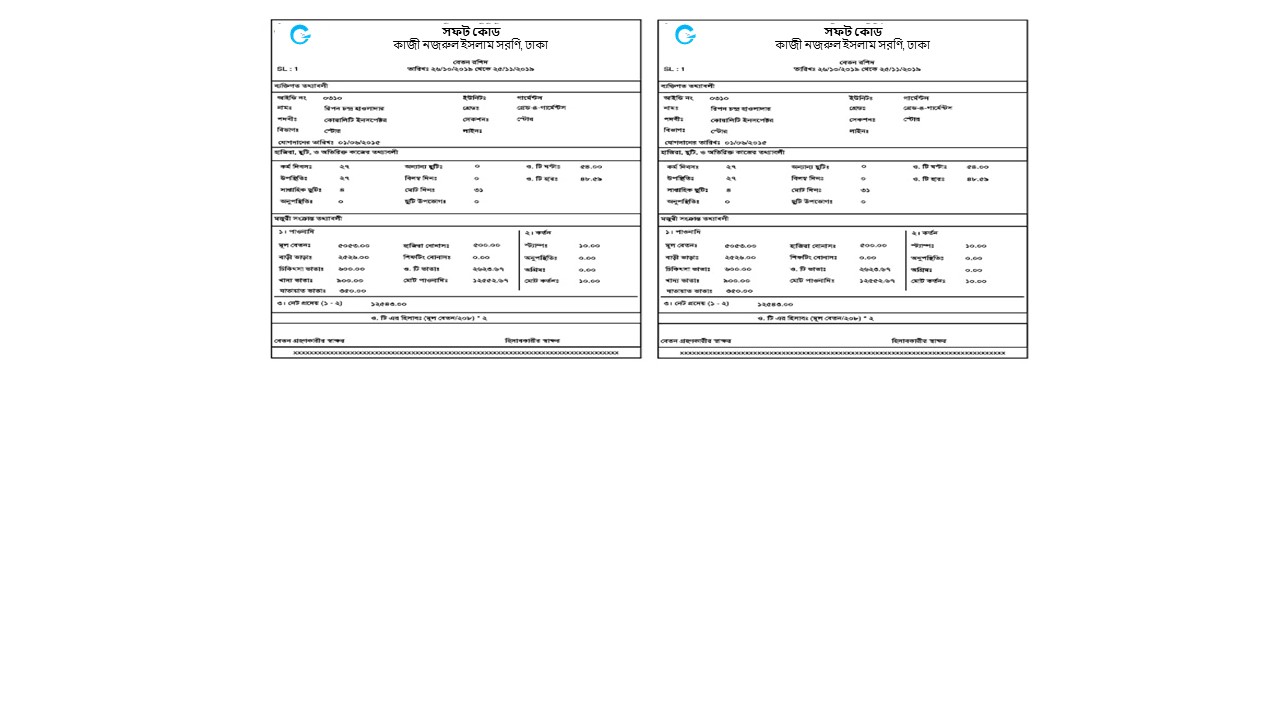 সফট কোড
কাজী নজরুল ইসলাম সরণি, ঢাকা
বেতন রশিদ
SL : 1 তারিখঃ ২৬/১০/২০১৯ থেকে ২৫/১১/২০১৯
ব্যক্তিগত তথ্যাবলী
আইডি নং ০৩১০ ইউনিটঃ গার্মেন্টস
নামঃ রিপন চন্দ্র হাওলাদার গ্রেডঃ গ্রেড-৪-গার্মেন্টস
পদবীঃ কোয়ালিটি ইনসপেক্টর সেকশনঃ স্টোর
বিভাগঃ স্টোর লাইনঃ
যোগদানের তারিখঃ ০১/০৬/২০১৫
হাজিরা, ছুটি, ও অতিরিক্ত কাজের তথ্যাবলী
কর্ম দিবসঃ ২৭ অন্যান্য ছুটিঃ ০ ও. টি ঘন্টাঃ ৫৪.০০
উপস্থিতিঃ ২৭ বিলম্ব দিনঃ ০ ও. টি হারঃ ৪৮.৫৯
সাপ্তাহিক ছুটিঃ ৪ মোট দিনঃ ৩১
অনুপস্থিতিঃ ০ ছুটি উপভোগঃ ০
মজুরী সংক্রান্ত তথ্যাবলী
১। পাওনাদি ২। কর্তন
মূল বেতনঃ ৫০৫৩.০০ হাজিরা বোনাসঃ ৫০০.০০ স্ট্যাম্পঃ ১০.০০
বাড়ী ভাড়াঃ ২৫২৬.০০ শিফটিং বোনাসঃ ০.০০ অনুপস্থিতিঃ ০.০০
চিকিৎসা ভাতাঃ ৬০০.০০ ও. টি ভাতাঃ ২৬২৩.৬৭ অগ্রিমঃ ০.০০
খাদ্য ভাতাঃ ৯০০.০০ মোট পাওনাদিঃ ১২৫৫২.৬৭ মোট কর্তনঃ ১০.০০
যাতায়াত ভাতাঃ ৩৫০.০০
৩। নেট প্রদেয় (১ - ২) ১২৫৪৩.০০
ও. টি এর হিসাবঃ (মূল বেতন/২০৮) * ২
বেতন গ্রহণকারীর স্বাক্ষর হিসাবকারীর স্বাক্ষর
xxxxxxxxxxxxxxxxxxxxxxxxxxxxxxxxxxxxxxxxxxxxxxxxxxxxxxxxxxxxxxxxxxxxxxxxxxxxxxxx
সফট কোড
কাজী নজরুল ইসলাম সরণি, ঢাকা
বেতন রশিদ
SL : 1 তারিখঃ ২৬/১০/২০১৯ থেকে ২৫/১১/২০১৯
ব্যক্তিগত তথ্যাবলী
আইডি নং ০৩১০ ইউনিটঃ গার্মেন্টস
নামঃ রিপন চন্দ্র হাওলাদার গ্রেডঃ গ্রেড-৪-গার্মেন্টস
পদবীঃ কোয়ালিটি ইনসপেক্টর সেকশনঃ স্টোর
বিভাগঃ স্টোর লাইনঃ
যোগদানের তারিখঃ ০১/০৬/২০১৫
হাজিরা, ছুটি, ও অতিরিক্ত কাজের তথ্যাবলী
কর্ম দিবসঃ ২৭ অন্যান্য ছুটিঃ ০ ও. টি ঘন্টাঃ ৫৪.০০
উপস্থিতিঃ ২৭ বিলম্ব দিনঃ ০ ও. টি হারঃ ৪৮.৫৯
সাপ্তাহিক ছুটিঃ ৪ মোট দিনঃ ৩১
অনুপস্থিতিঃ ০ ছুটি উপভোগঃ ০
মজুরী সংক্রান্ত তথ্যাবলী
১। পাওনাদি ২। কর্তন
মূল বেতনঃ ৫০৫৩.০০ হাজিরা বোনাসঃ ৫০০.০০ স্ট্যাম্পঃ ১০.০০
বাড়ী ভাড়াঃ ২৫২৬.০০ শিফটিং বোনাসঃ ০.০০ অনুপস্থিতিঃ ০.০০
চিকিৎসা ভাতাঃ ৬০০.০০ ও. টি ভাতাঃ ২৬২৩.৬৭ অগ্রিমঃ ০.০০
খাদ্য ভাতাঃ ৯০০.০০ মোট পাওনাদিঃ ১২৫৫২.৬৭ মোট কর্তনঃ ১০.০০
যাতায়াত ভাতাঃ ৩৫০.০০
৩। নেট প্রদেয় (১ - ২) ১২৫৪৩.০০
ও. টি এর হিসাবঃ (মূল বেতন/২০৮) * ২
বেতন গ্রহণকারীর স্বাক্ষর হিসাবকারীর স্বাক্ষর
xxxxxxxxxxxxxxxxxxxxxxxxxxxxxxxxxxxxxxxxxxxxxxxxxxxxxxxxxxxxxxxxxxxxxxxxxxxxxxxx